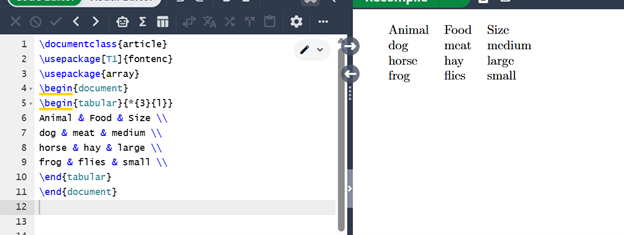 \documentclass{article}
\usepackage[T1]{fontenc}
\usepackage{array}
\begin{document}
\begin{tabular}{*{3}{l}}
Animal & Food & Size \\
dog & meat & medium \\
horse & hay & large \\
frog & flies & small \\
\end{tabular}
\end{document}
1
2
3
4
5
6
7
8
9
10
11
12
13
Recompile
Animal Food Size
dog meat medium
horse hay large
frog flies small